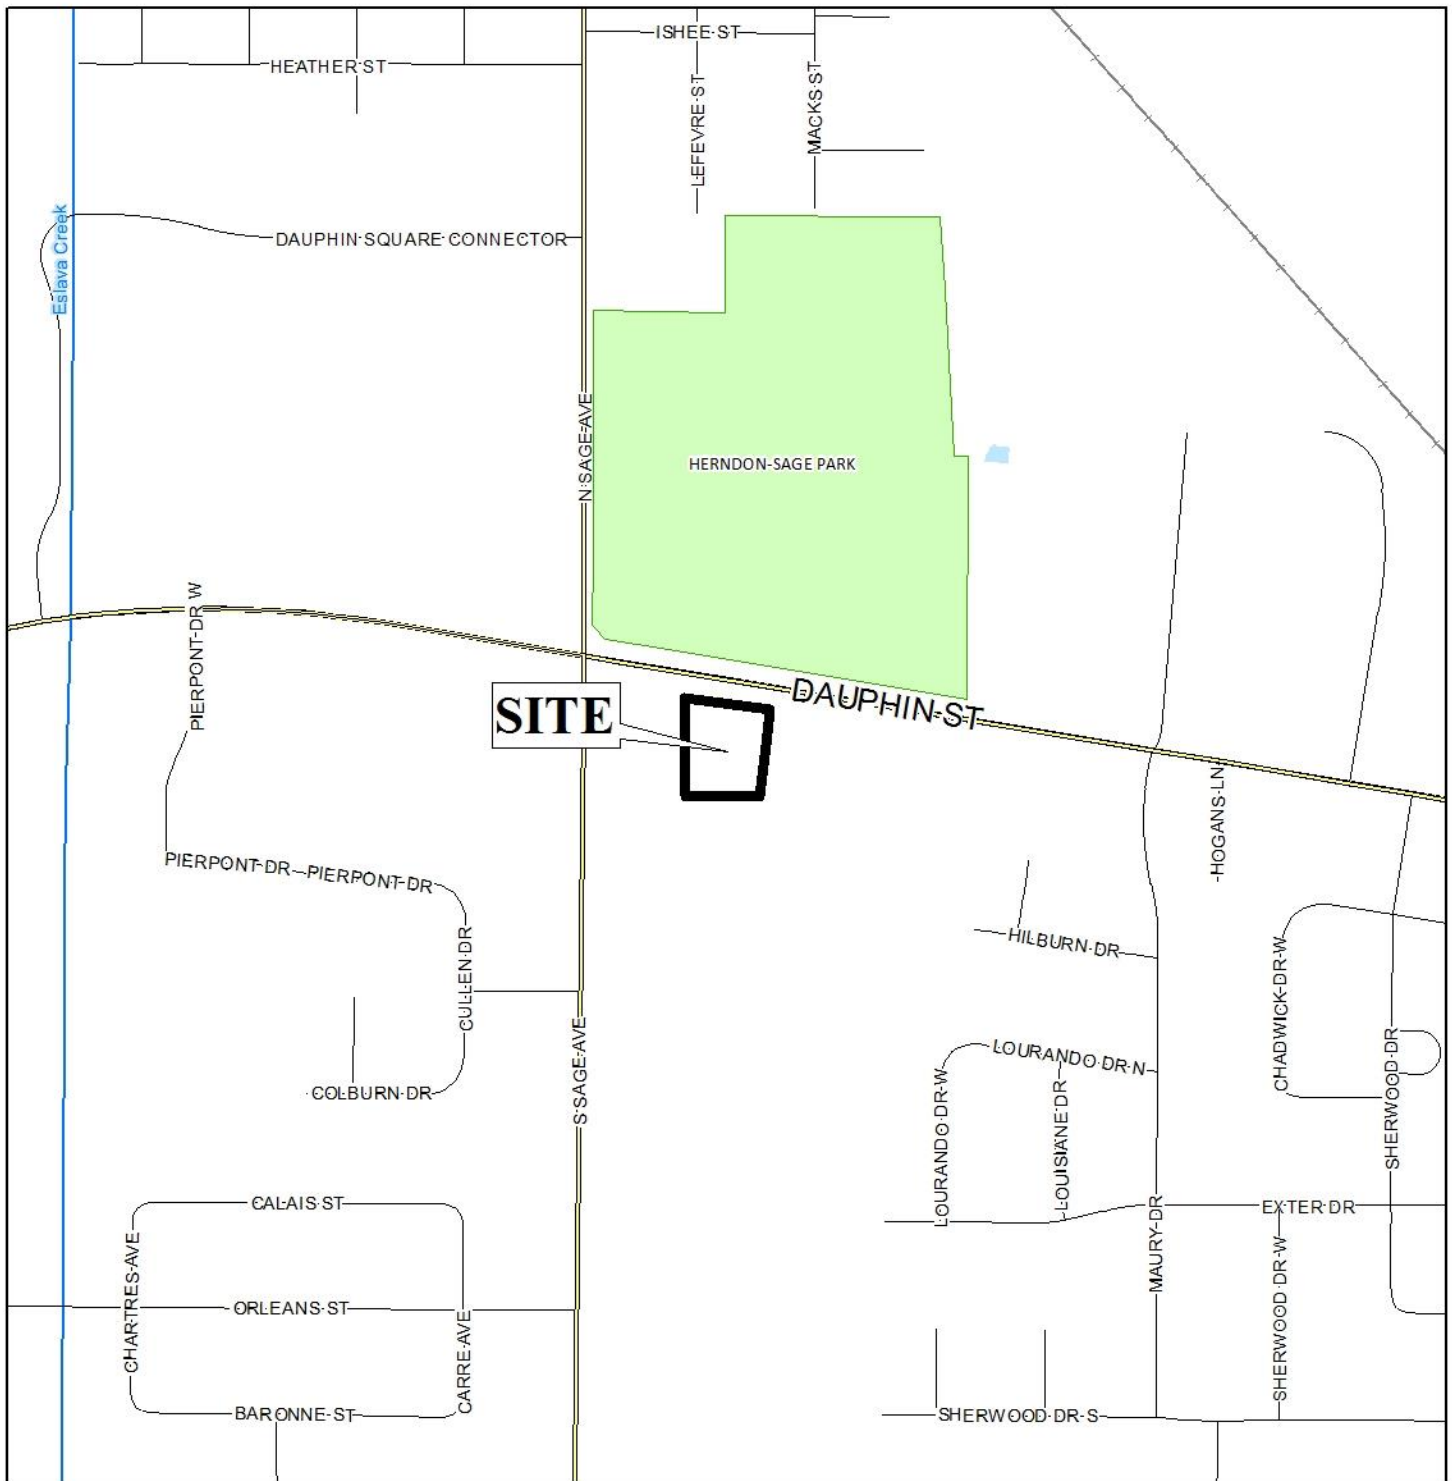 ISHEE ST
HEATHER ST
LEFEVRE ST
MACKS ST
Eslava Creek
DAUPHIN SQUARE CONNECTOR
N SAGE AVE
HERNDON-SAGE PARK
PIERPONT DR W
SITE
DAUPHIN ST
HOGANS LN
PIERPONT DR
PIERPONT DR
CULLEN DR
HILBURN DR
CHADWICK DR W
S SAGE AVE
LOURANDO DR N
COLBURN DR
LOURANDO DR W
LOUISIANE DR
SHERWOOD DR
CALAIS ST
EXTER DR
MAURY DR
CHARTRES AVE
ORLEANS ST
CARRE AVE
SHERWOOD DR W
BARONNE ST
SHERWOOD DR S